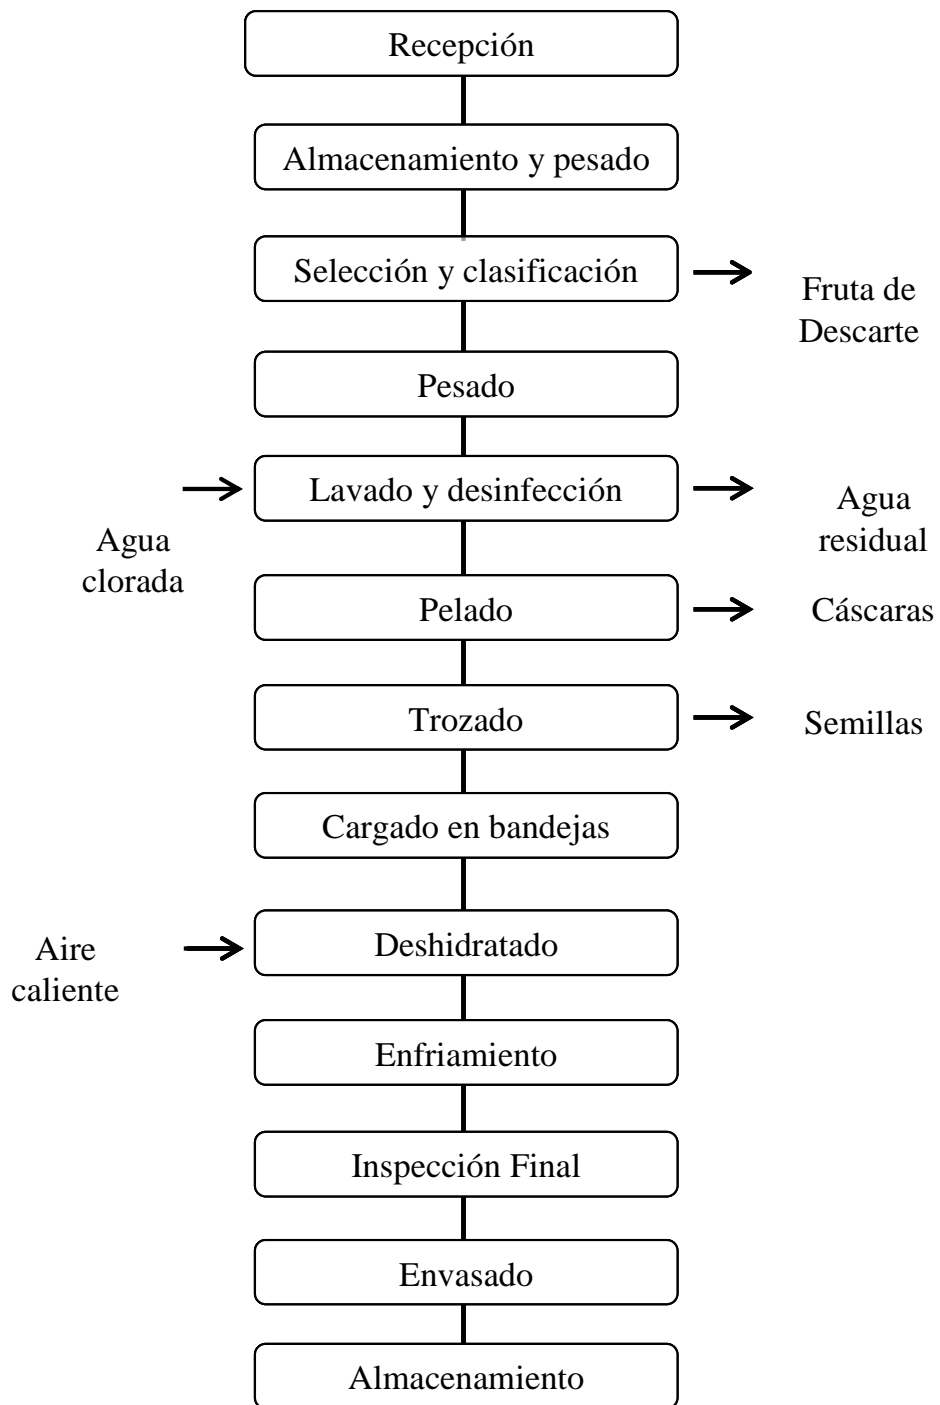 Recepción
Almacenamiento y pesado
Selección y clasificación
Fruta de
Descarte
Pesado
Lavado y desinfección
Agua
clorada
Agua
residual
Pelado
Cáscaras
Trozado
Semillas
Cargado en bandejas
Aire
caliente
Deshidratado
Enfriamiento
Inspección Final
Envasado
Almacenamiento